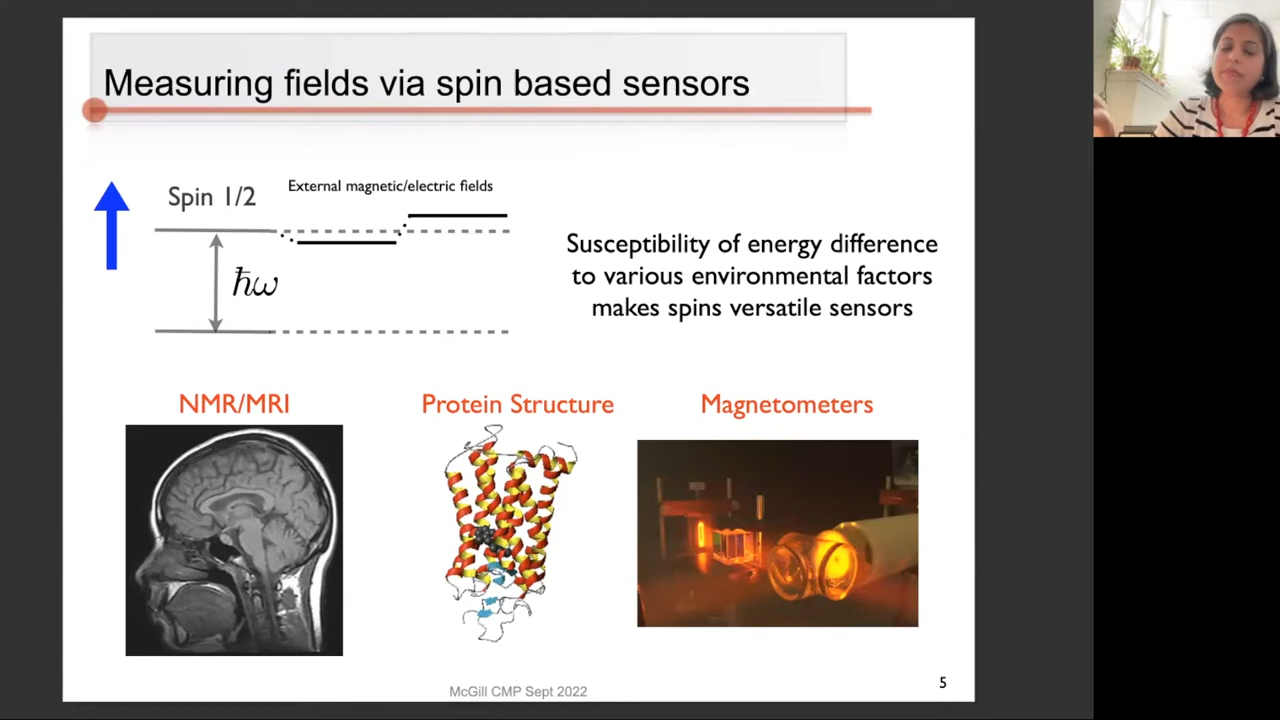 Measuring fields via spin based sensors
Spin 1/2
External magnetic/electric fields
ħω
Susceptibility of energy difference
to various environmental factors
makes spins versatile sensors
NMR/MRI
Protein Structure
Magnetometers
McGill CMP Sept 2022
5